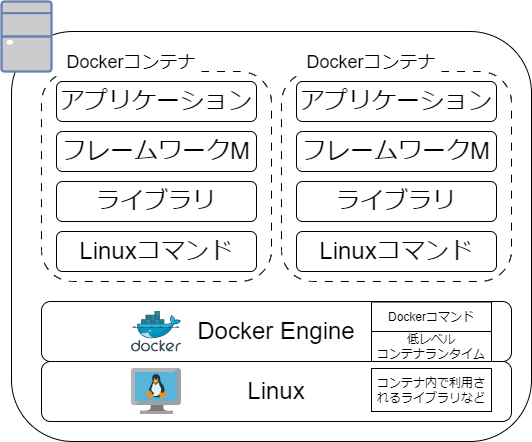 Dockerコンテナ
アプリケーション
フレームワークM
ライブラリ
Linuxコマンド
Dockerコンテナ
アプリケーション
フレームワークM
ライブラリ
Linuxコマンド
docker
Docker Engine
Dockerコマンド
低レベル
コンテナランタイム
Linux
コンテナ内で利用さ
れるライブラリなど